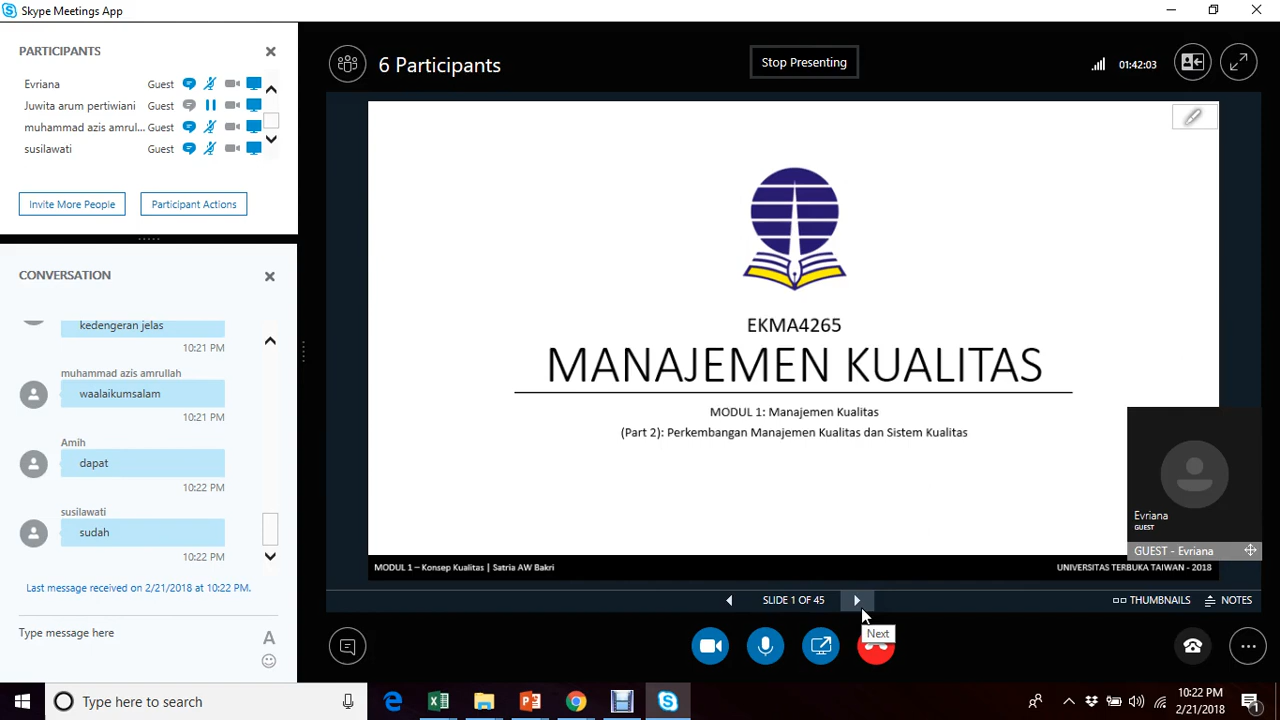 Skype Meetings App
PARTICIPANTS
Evriana Guest
Juwita arum pertiwiani Guest
muhammad azis amrul... Guest
susilawati Guest
Invite More People Participant Actions
CONVERSATION
kedengeran jelas
10:21 PM
muhammad azis amrullah
waalaikumsalam
10:21 PM
Amih
dapat
10:22 PM
susilawati
sudah
10:22 PM
Last message received on 2/21/2018 at 10:22 PM.
Type message here
A
6 Participants
Stop Presenting
01:42:03
EKMA4265
MANAJEMEN KUALITAS
MODUL 1: Manajemen Kualitas
(Part 2): Perkembangan Manajemen Kualitas dan Sistem Kualitas
Evriana
GUEST
GUEST - Evriana
MODUL 1 – Konsep Kualitas | Satria AW Bakri UNIVERSITAS TERBUKA TAIWAN - 2018
SLIDE 1 OF 45
THUMBNAILS NOTES
Next
Type here to search
10:22 PM
2/21/2018
1